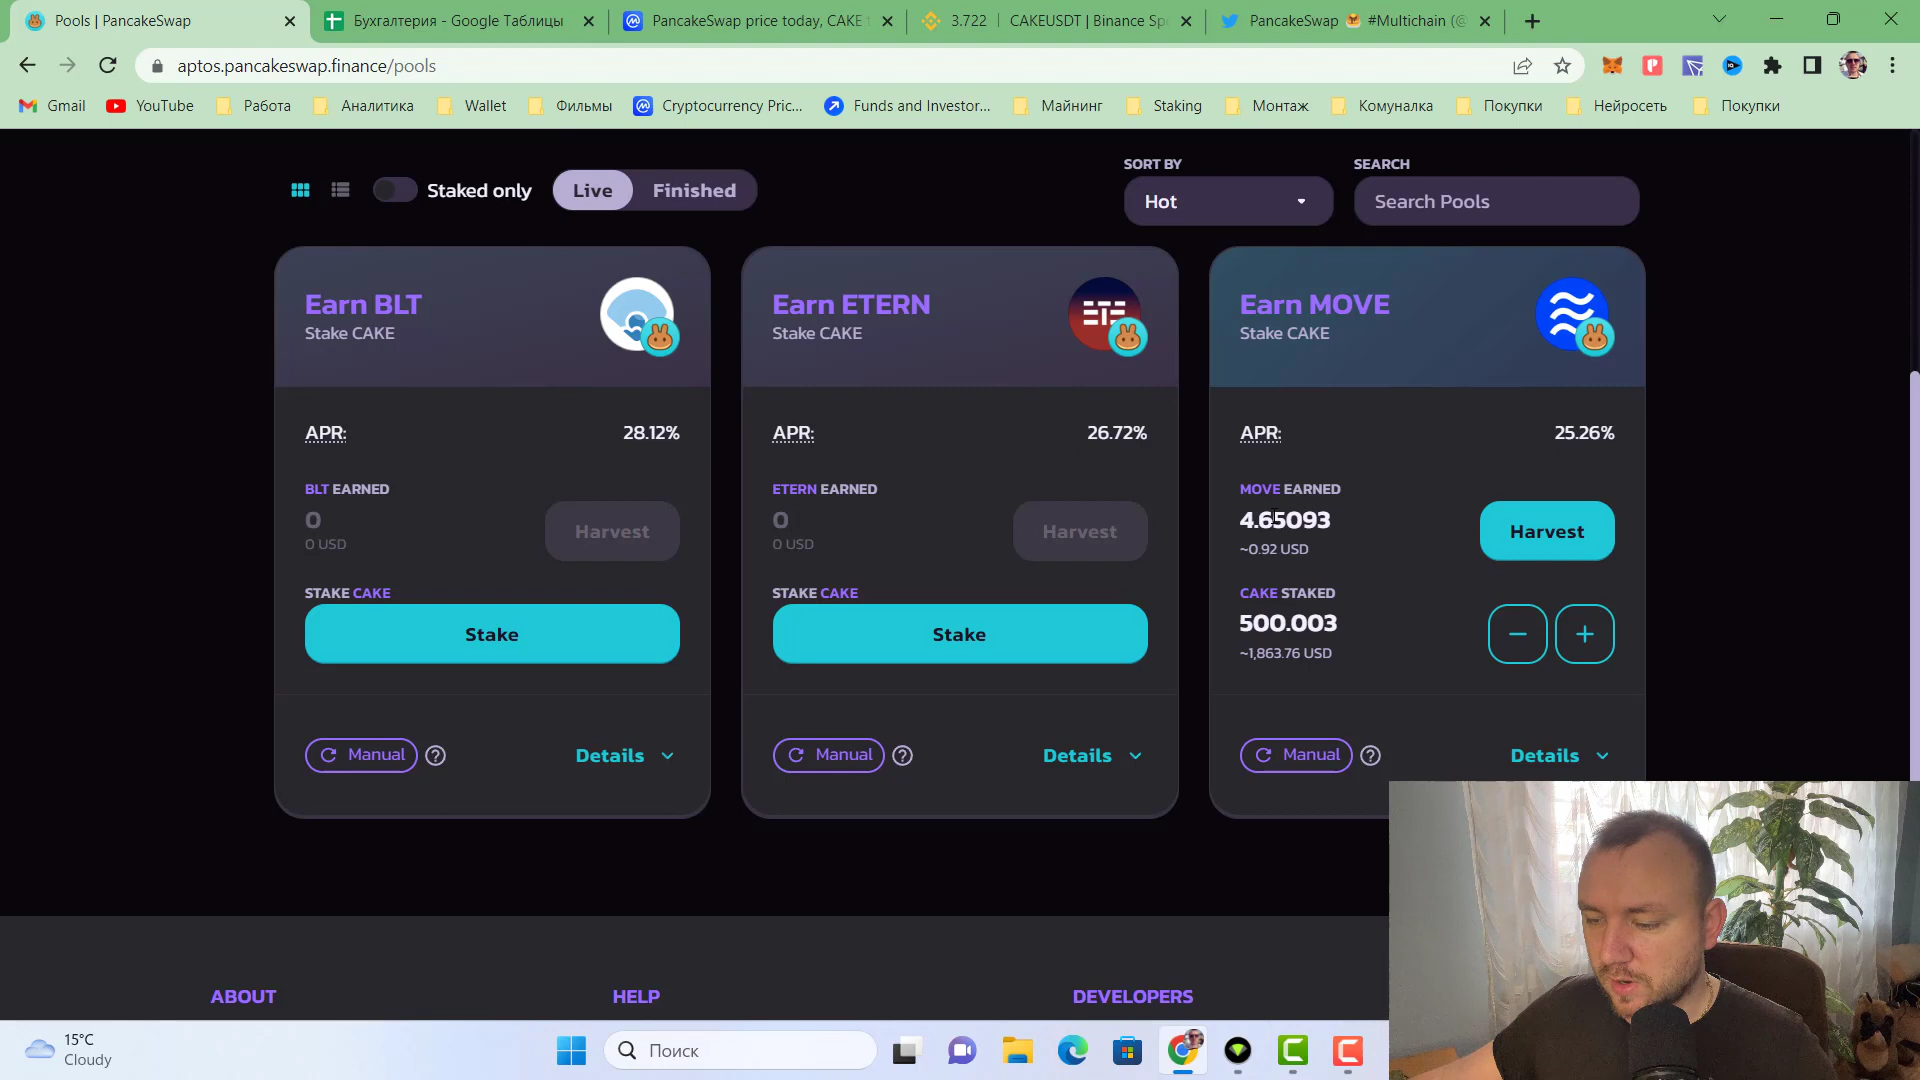 Pools | PancakeSwap
Бухгалтерия - Google Таблицы
PancakeSwap price today, CAKE t
3.722 | CAKEUSDT | Binance Sp
PancakeSwap 🥞 #Multichain (@
aptos.pancakeswap.finance/pools
Gmail
YouTube
Работа
Аналитика
Wallet
Фильмы
Cryptocurrency Pric...
Funds and Investor...
Майнинг
Staking
Монтаж
Комуналка
Покупки
Нейросеть
Покупки
SORT BY
SEARCH
Staked only
Live
Finished
Hot
Search Pools
Earn BLT
Stake CAKE
APR:
28.12%
BLT EARNED
0
0 USD
Harvest
STAKE CAKE
Stake
Manual
Details
Earn ETERN
Stake CAKE
APR:
26.72%
ETERN EARNED
0
0 USD
Harvest
STAKE CAKE
Stake
Manual
Details
Earn MOVE
Stake CAKE
APR:
25.26%
MOVE EARNED
4.65093
~0.92 USD
Harvest
CAKE STAKED
500.003
~1,863.76 USD
Manual
Details
ABOUT
HELP
DEVELOPERS
15°C
Cloudy
Поиск